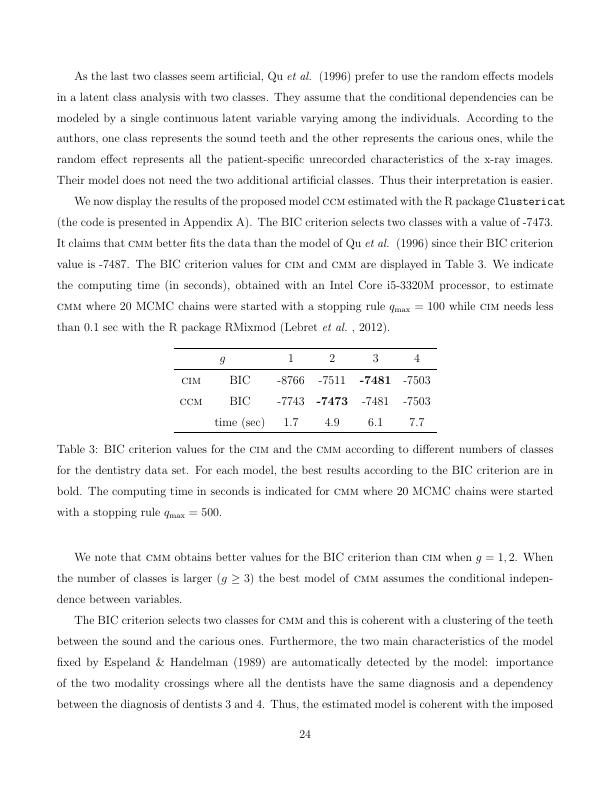 As the last two classes seem artificial, Qu et al. (1996) prefer to use the random effects models
in a latent class analysis with two classes. They assume that the conditional dependencies can be
modeled by a single continuous latent variable varying among the individuals. According to the
authors, one class represents the sound teeth and the other represents the carious ones, while the
random effect represents all the patient-specific unrecorded characteristics of the x-ray images.
Their model does not need the two additional artificial classes. Thus their interpretation is easier.
We now display the results of the proposed model CCM estimated with the R package Clustericat
(the code is presented in Appendix A). The BIC criterion selects two classes with a value of -7473.
It claims that CMM better fits the data than the model of Qu et al. (1996) since their BIC criterion
value is -7487. The BIC criterion values for CIM and CMM are displayed in Table 3. We indicate
the computing time (in seconds), obtained with an Intel Core i5-3320M processor, to estimate
CMM where 20 MCMC chains were started with a stopping rule qmax = 100 while CIM needs less
than 0.1 sec with the R package RMixmod (Lebret et al. , 2012).
g 1 2 3 4
CIM BIC -8766 -7511 -7481 -7503
CCM BIC -7743 -7473 -7481 -7503
time (sec) 1.7 4.9 6.1 7.7
Table 3: BIC criterion values for the CIM and the CMM according to different numbers of classes
for the dentistry data set. For each model, the best results according to the BIC criterion are in
bold. The computing time in seconds is indicated for CMM where 20 MCMC chains were started
with a stopping rule qmax = 500.
We note that CMM obtains better values for the BIC criterion than CIM when g = 1, 2. When
the number of classes is larger (g ≥ 3) the best model of CMM assumes the conditional indepen-
dence between variables.
The BIC criterion selects two classes for CMM and this is coherent with a clustering of the teeth
between the sound and the carious ones. Furthermore, the two main characteristics of the model
fixed by Espeland & Handelman (1989) are automatically detected by the model: importance
of the two modality crossings where all the dentists have the same diagnosis and a dependency
between the diagnosis of dentists 3 and 4. Thus, the estimated model is coherent with the imposed
24